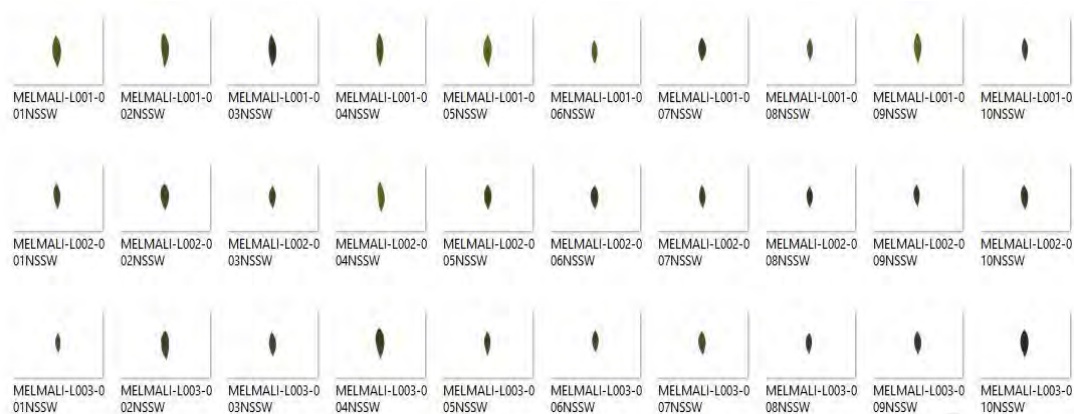 MELMALI-L001-0 MELMALI-L001-0 MELMALI-L001-0 MELMALI-L001-0 MELMALI-L001-0 MELMALI-L001-0 MELMALI-L001-0 MELMALI-L001-0 MELMALI-L001-0 MELMALI-L001-0
01NSSW 02NSSW 03NSSW 04NSSW 05NSSW 06NSSW 07NSSW 08NSSW 09NSSW 10NSSW
MELMALI-L002-0 MELMALI-L002-0 MELMALI-L002-0 MELMALI-L002-0 MELMALI-L002-0 MELMALI-L002-0 MELMALI-L002-0 MELMALI-L002-0 MELMALI-L002-0 MELMALI-L002-0
01NSSW 02NSSW 03NSSW 04NSSW 05NSSW 06NSSW 07NSSW 08NSSW 09NSSW 10NSSW
MELMALI-L003-0 MELMALI-L003-0 MELMALI-L003-0 MELMALI-L003-0 MELMALI-L003-0 MELMALI-L003-0 MELMALI-L003-0 MELMALI-L003-0 MELMALI-L003-0 MELMALI-L003-0
01NSSW 02NSSW 03NSSW 04NSSW 05NSSW 06NSSW 07NSSW 08NSSW 09NSSW 10NSSW